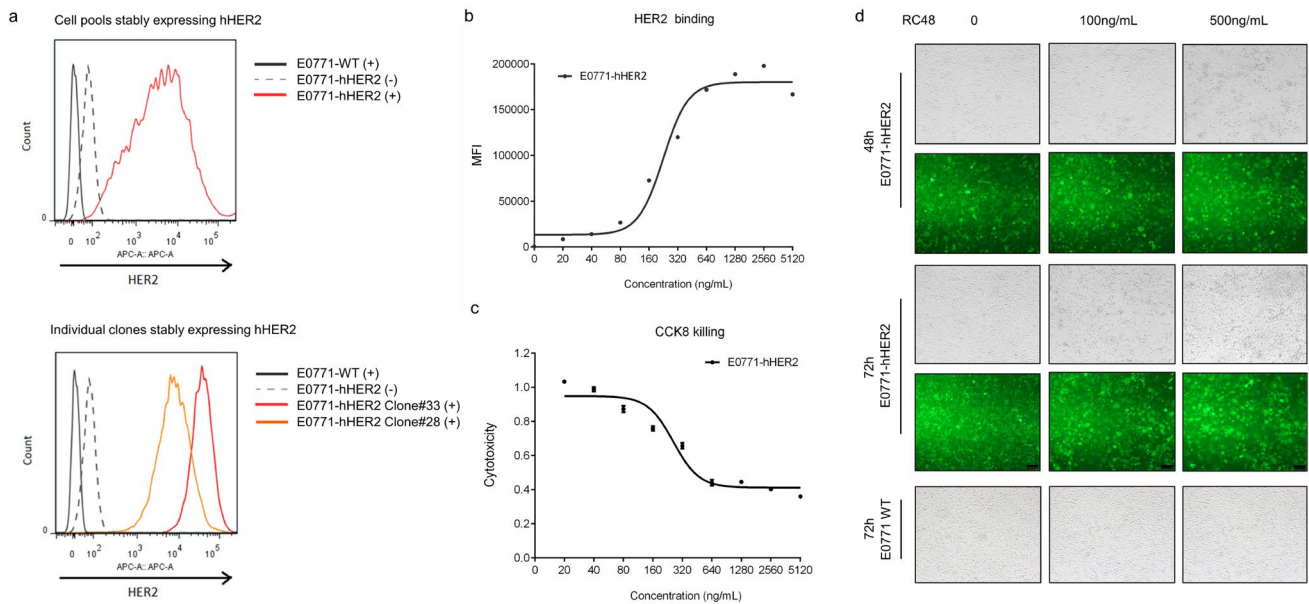 a
Cell pools stably expressing hHER2
E0771-WT (+)
E0771-hHER2 (-)
E0771-hHER2 (+)
Count
0
0 10^2 10^3 10^4 10^5
APC-A:: APC-A
HER2
Individual clones stably expressing hHER2
E0771-WT (+)
E0771-hHER2 (-)
E0771-hHER2 Clone#33 (+)
E0771-hHER2 Clone#28 (+)
Count
0
0 10^2 10^3 10^4 10^5
APC-A:: APC-A
HER2
b
HER2 binding
E0771-hHER2
MFI
200000
150000
100000
50000
0
0 20 40 80 160 320 640 1280 2560 5120
Concentration (ng/mL)
c
CCK8 killing
E0771-hHER2
Cytotoxicity
1.2
1.0
0.8
0.6
0.4
0.2
0.0
0 20 40 80 160 320 640 1280 2560 5120
Concentration (ng/mL)
d
RC48 0 100ng/mL 500ng/mL
48h
E0771-hHER2
72h
E0771-hHER2
72h
E0771 WT